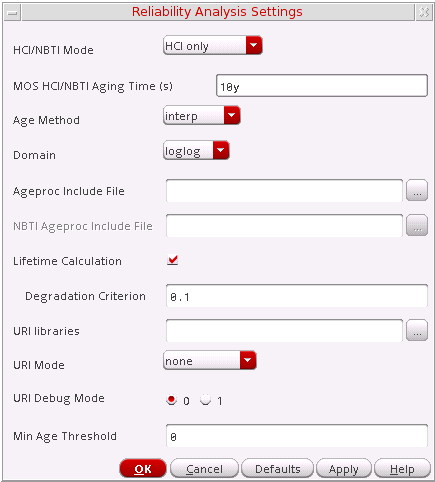 Reliability Analysis Settings
HCI/NBTI Mode HCI only
MOS HCI/NBTI Aging Time (s) 10y
Age Method interp
Domain loglog
Ageproc Include File ...
NBTI Ageproc Include File ...
Lifetime Calculation
Degradation Criterion 0.1
URI libraries ...
URI Mode none
URI Debug Mode 0 1
Min Age Threshold 0
OK Cancel Defaults Apply Help